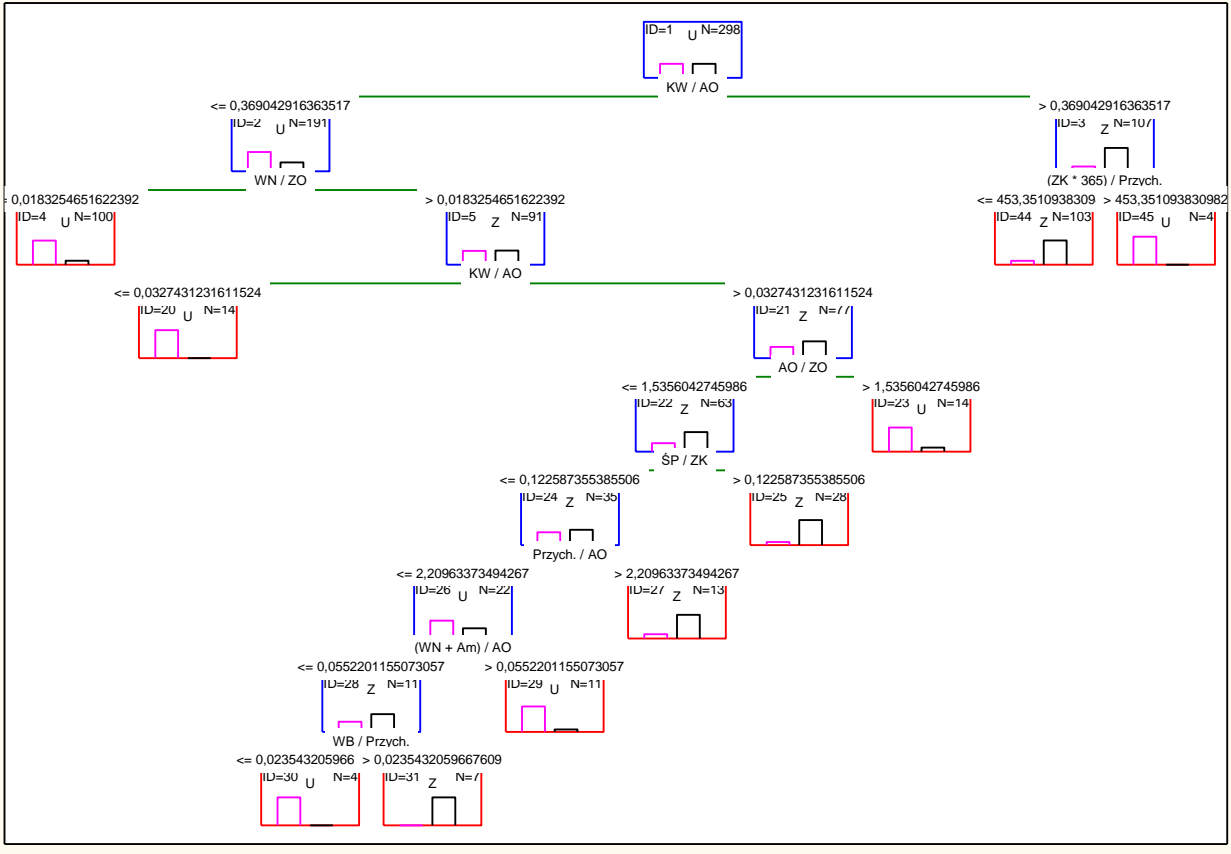 ID=1 U N=298
KW / AO
<= 0,369042916363517 > 0,369042916363517
ID=2 U N=191 ID=3 Z N=107
WN / ZO (ZK * 365) / Przych.
= 0,0183254651622392 > 0,0183254651622392 <= 453,3510938309 > 453,351093830982
ID=4 U N=100 ID=5 Z N=91 ID=44 Z N=103 ID=45 U N=4
KW / AO
<= 0,0327431231611524 > 0,0327431231611524
ID=20 U N=14 ID=21 Z N=77
AO / ZO
<= 1,5356042745986 > 1,5356042745986
ID=22 Z N=63 ID=23 U N=14
ŚP / ZK
<= 0,122587355385506 > 0,122587355385506
ID=24 Z N=35 ID=25 Z N=28
Przych. / AO
<= 2,20963373494267 > 2,20963373494267
ID=26 U N=22 ID=27 Z N=13
(WN + Am) / AO
<= 0,0552201155073057 > 0,0552201155073057
ID=28 Z N=11 ID=29 U N=11
WB / Przych.
<= 0,023543205966 > 0,0235432059667609
ID=30 U N=4 ID=31 Z N=7